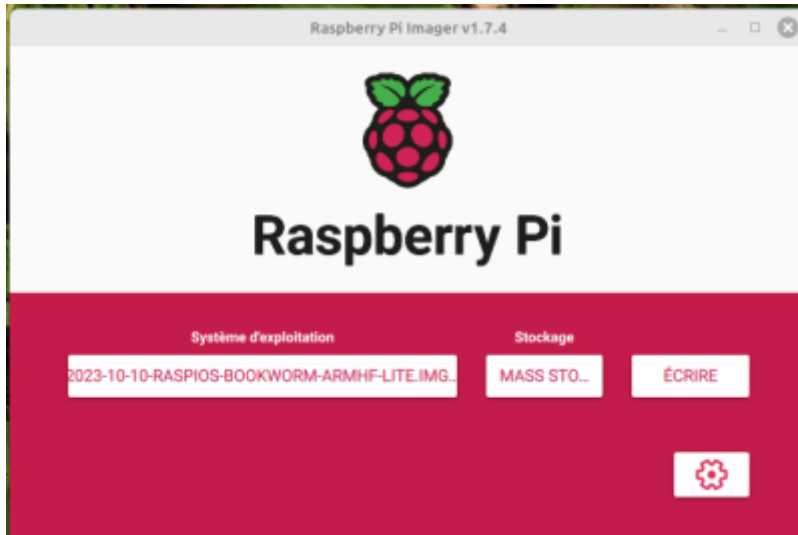 Raspberry Pi Imager v1.7.4
Raspberry Pi
Système d'exploitation Stockage
2023-10-10-RASPIOS-BOOKWORM-ARMHF-LITE.IMG... MASS STO... ÉCRIRE